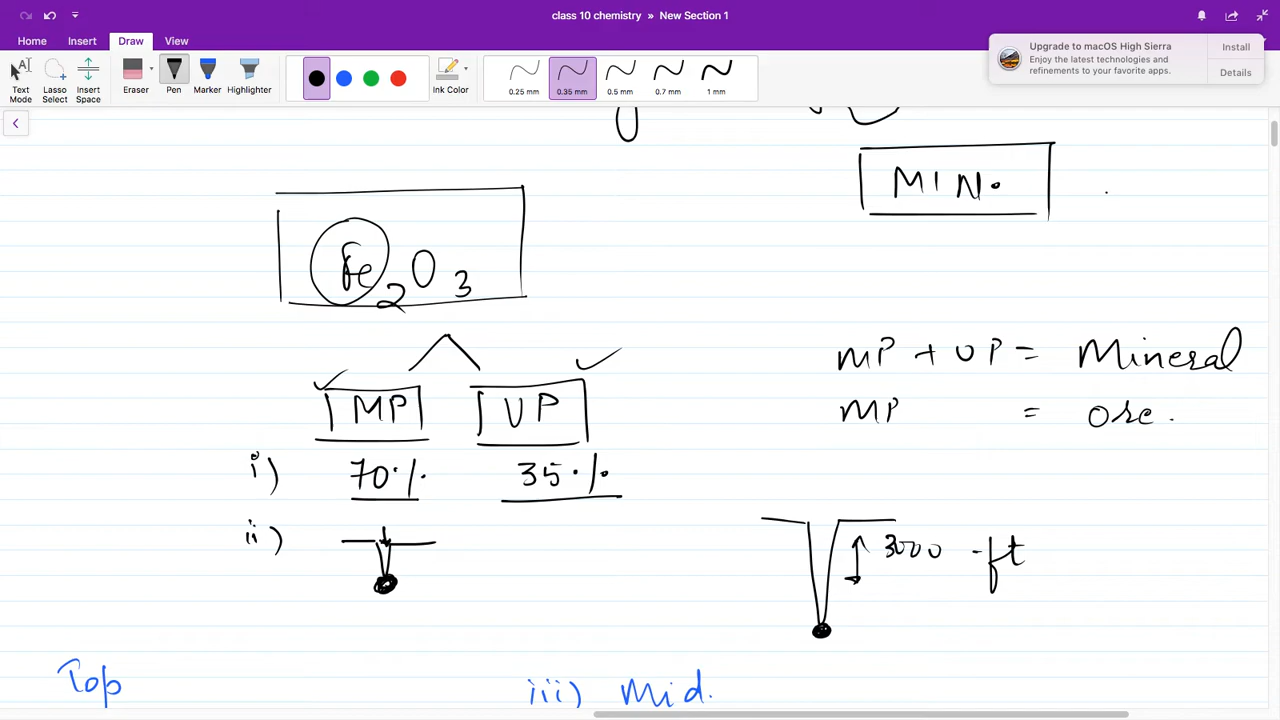 class 10 chemistry » New Section 1
Home Insert Draw View
Upgrade to macOS High Sierra
Enjoy the latest technologies and
refinements to your favorite apps.
Install
Details
Text Mode
Lasso Select
Insert Space
Eraser
Pen
Marker
Highlighter
Ink Color
0.25 mm
0.35 mm
0.5 mm
0.7 mm
1 mm
MIN.
Fe2O3
MP UP
MP + UP = Mineral
MP = ore.
i) 70% 35%
ii)
3000 ft
Top
iii) Mid.